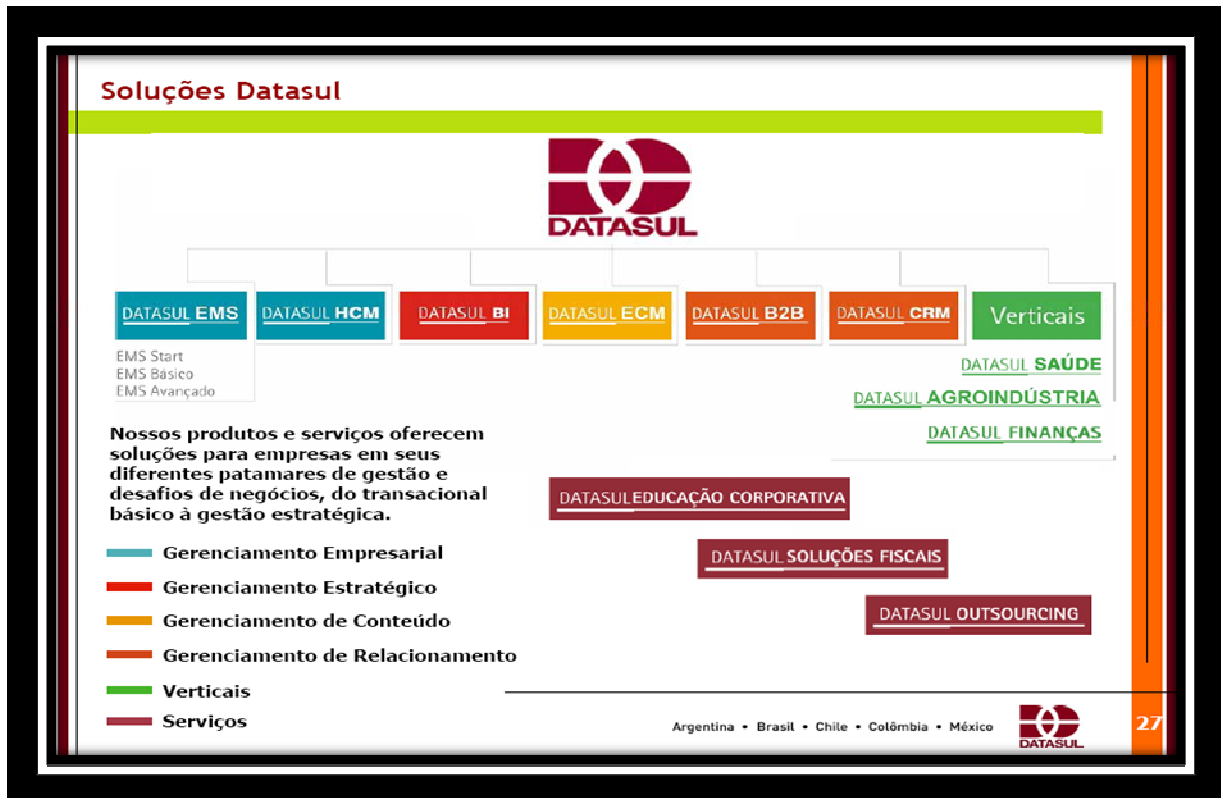 Soluções Datasul
DATASUL
DATASUL EMS
DATASUL HCM
DATASUL BI
DATASUL ECM
DATASUL B2B
DATASUL CRM
Verticais
EMS Start
EMS Básico
EMS Avançado
DATASUL SAÚDE
DATASUL AGROINDÚSTRIA
DATASUL FINANÇAS
Nossos produtos e serviços oferecem
soluções para empresas em seus
diferentes patamares de gestão e
desafios de negócios, do transacional
básico à gestão estratégica.
DATASUL EDUCAÇÃO CORPORATIVA
DATASUL SOLUÇÕES FISCAIS
DATASUL OUTSOURCING
Gerenciamento Empresarial
Gerenciamento Estratégico
Gerenciamento de Conteúdo
Gerenciamento de Relacionamento
Verticais
Serviços
Argentina • Brasil • Chile • Colômbia • México
DATASUL
27